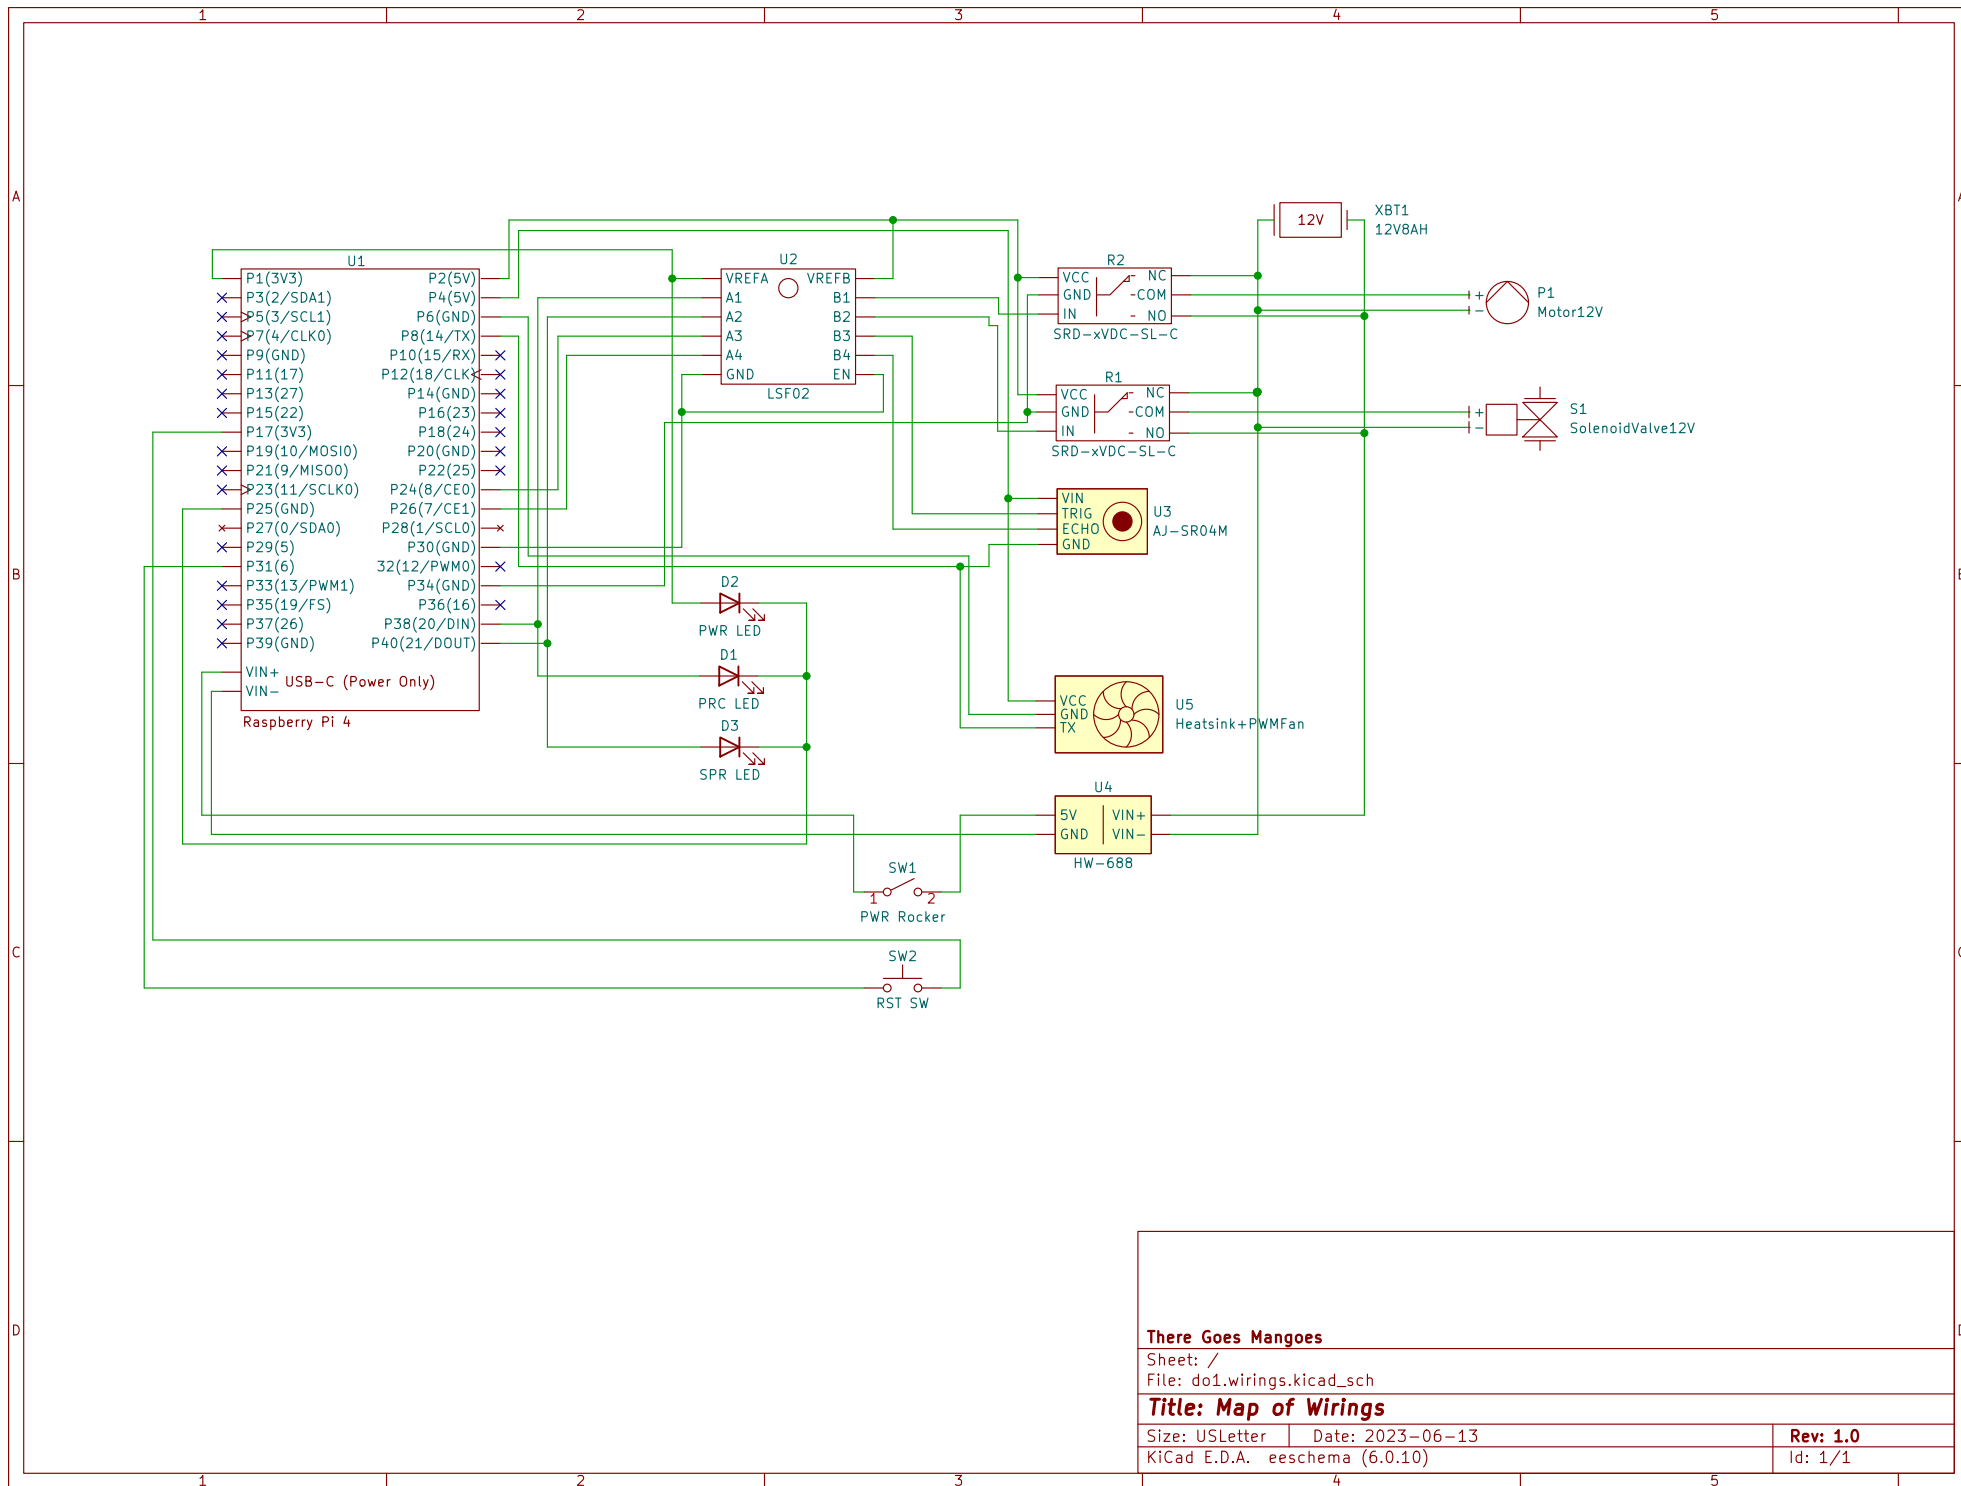 1 2 3 4 5
A
B
C
D
U1
P1(3V3) P2(5V)
P3(2/SDA1) P4(5V)
P5(3/SCL1) P6(GND)
P7(4/CLK0) P8(14/TX)
P9(GND) P10(15/RX)
P11(17) P12(18/CLK)
P13(27) P14(GND)
P15(22) P16(23)
P17(3V3) P18(24)
P19(10/MOSI0) P20(GND)
P21(9/MISO0) P22(25)
P23(11/SCLK0) P24(8/CE0)
P25(GND) P26(7/CE1)
P27(0/SDA0) P28(1/SCL0)
P29(5) P30(GND)
P31(6) 32(12/PWM0)
P33(13/PWM1) P34(GND)
P35(19/FS) P36(16)
P37(26) P38(20/DIN)
P39(GND) P40(21/DOUT)
VIN+
USB-C (Power Only)
VIN-
Raspberry Pi 4
U2
VREFA VREFB
A1 B1
A2 B2
A3 B3
A4 B4
GND EN
LSF02
R2
VCC NC
GND COM
IN NO
SRD-xVDC-SL-C
R1
VCC NC
GND COM
IN NO
SRD-xVDC-SL-C
12V
XBT1
12V8AH
+
-
P1
Motor12V
+
-
S1
SolenoidValve12V
VIN
TRIG
ECHO
GND
U3
AJ-SR04M
D2
PWR LED
D1
PRC LED
D3
SPR LED
VCC
GND
TX
U5
Heatsink+PWMFan
U4
5V VIN+
GND VIN-
HW-688
SW1
1 2
PWR Rocker
SW2
RST SW
There Goes Mangoes
Sheet: /
File: do1.wirings.kicad_sch
Title: Map of Wirings
Size: USLetter Date: 2023-06-13 Rev: 1.0
KiCad E.D.A. eeschema (6.0.10) Id: 1/1
1 2 3 4 5